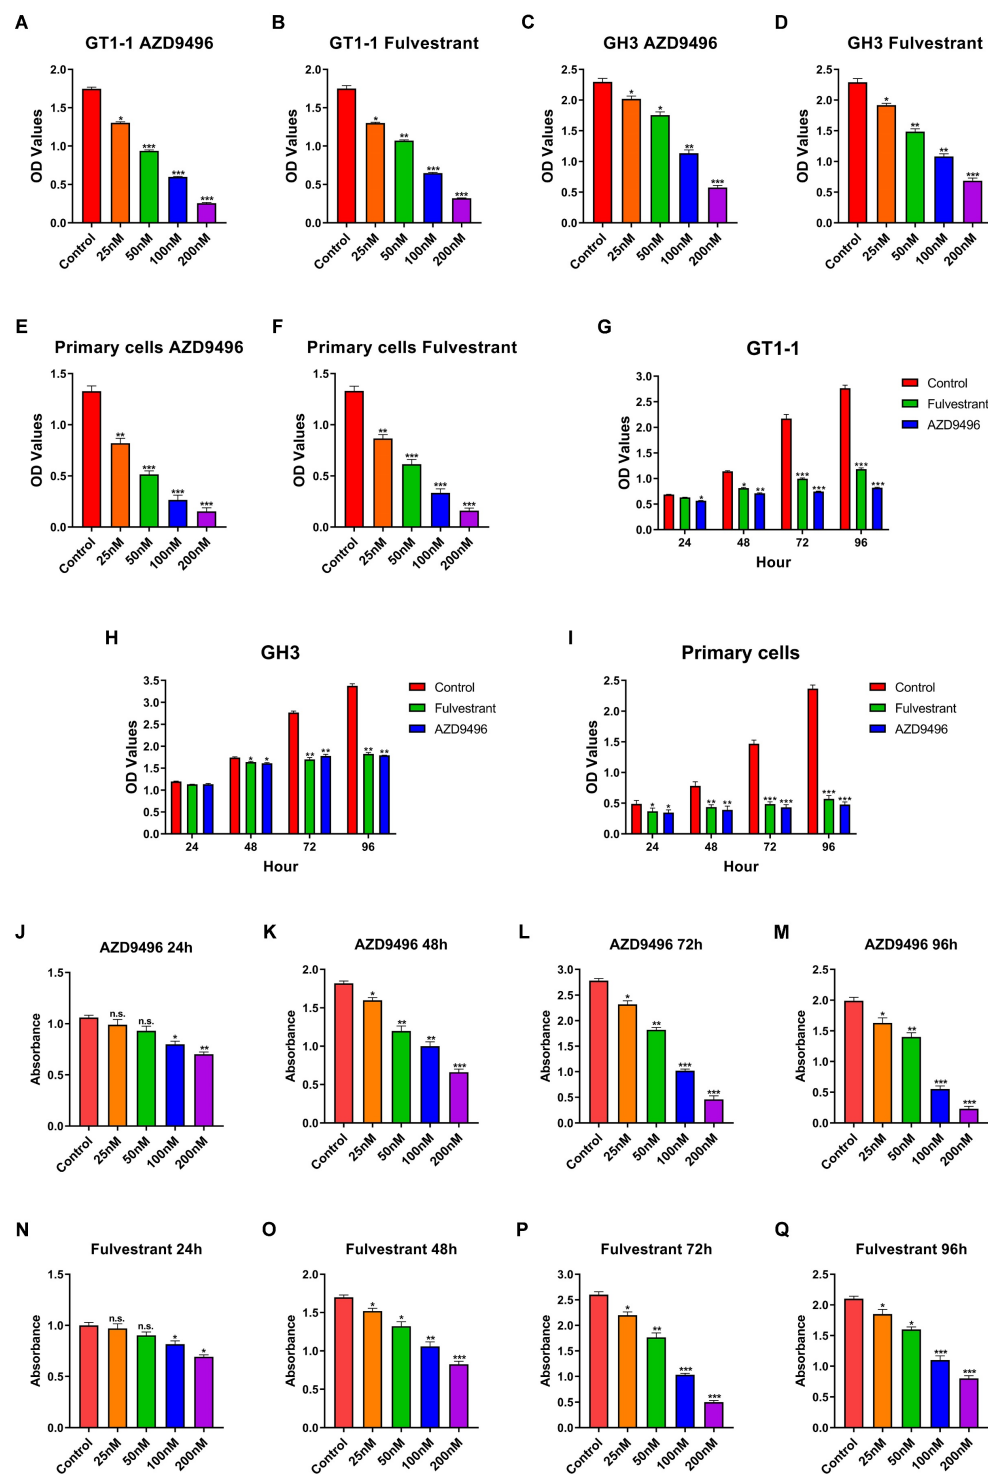 A
GT1-1 AZD9496
OD Values
2.0
1.5
1.0
0.5
0.0
*
***
***
***
Control
25nM
50nM
100nM
200nM
B
GT1-1 Fulvestrant
OD Values
2.0
1.5
1.0
0.5
0.0
*
**
***
***
Control
25nM
50nM
100nM
200nM
C
GH3 AZD9496
OD Values
2.5
2.0
1.5
1.0
0.5
0.0
*
*
**
***
Control
25nM
50nM
100nM
200nM
D
GH3 Fulvestrant
OD Values
2.5
2.0
1.5
1.0
0.5
0.0
*
**
**
***
Control
25nM
50nM
100nM
200nM
E
Primary cells AZD9496
OD Values
1.5
1.0
0.5
0.0
**
***
***
***
Control
25nM
50nM
100nM
200nM
F
Primary cells Fulvestrant
OD Values
1.5
1.0
0.5
0.0
**
***
***
***
Control
25nM
50nM
100nM
200nM
G
GT1-1
OD Values
3.0
2.5
2.0
1.5
1.0
0.5
0.0
*
*
**
***
***
***
***
24
48
72
96
Hour
Control
Fulvestrant
AZD9496
H
GH3
OD Values
3.5
3.0
2.5
2.0
1.5
1.0
0.5
0.0
*
*
**
**
**
**
24
48
72
96
Hour
Control
Fulvestrant
AZD9496
I
Primary cells
OD Values
2.5
2.0
1.5
1.0
0.5
0.0
*
*
**
**
***
***
***
***
24
48
72
96
Hour
Control
Fulvestrant
AZD9496
J
AZD9496 24h
Absorbance
1.5
1.0
0.5
0.0
n.s.
n.s.
*
**
Control
25nM
50nM
100nM
200nM
K
AZD9496 48h
Absorbance
2.0
1.5
1.0
0.5
0.0
*
**
**
***
Control
25nM
50nM
100nM
200nM
L
AZD9496 72h
Absorbance
3.0
2.5
2.0
1.5
1.0
0.5
0.0
*
**
***
***
Control
25nM
50nM
100nM
200nM
M
AZD9496 96h
Absorbance
2.5
2.0
1.5
1.0
0.5
0.0
*
**
***
***
Control
25nM
50nM
100nM
200nM
N
Fulvestrant 24h
Absorbance
1.5
1.0
0.5
0.0
n.s.
n.s.
*
*
Control
25nM
50nM
100nM
200nM
O
Fulvestrant 48h
Absorbance
2.0
1.5
1.0
0.5
0.0
*
*
**
***
Control
25nM
50nM
100nM
200nM
P
Fulvestrant 72h
Absorbance
3.0
2.5
2.0
1.5
1.0
0.5
0.0
*
**
***
***
Control
25nM
50nM
100nM
200nM
Q
Fulvestrant 96h
Absorbance
2.5
2.0
1.5
1.0
0.5
0.0
*
*
***
***
Control
25nM
50nM
100nM
200nM